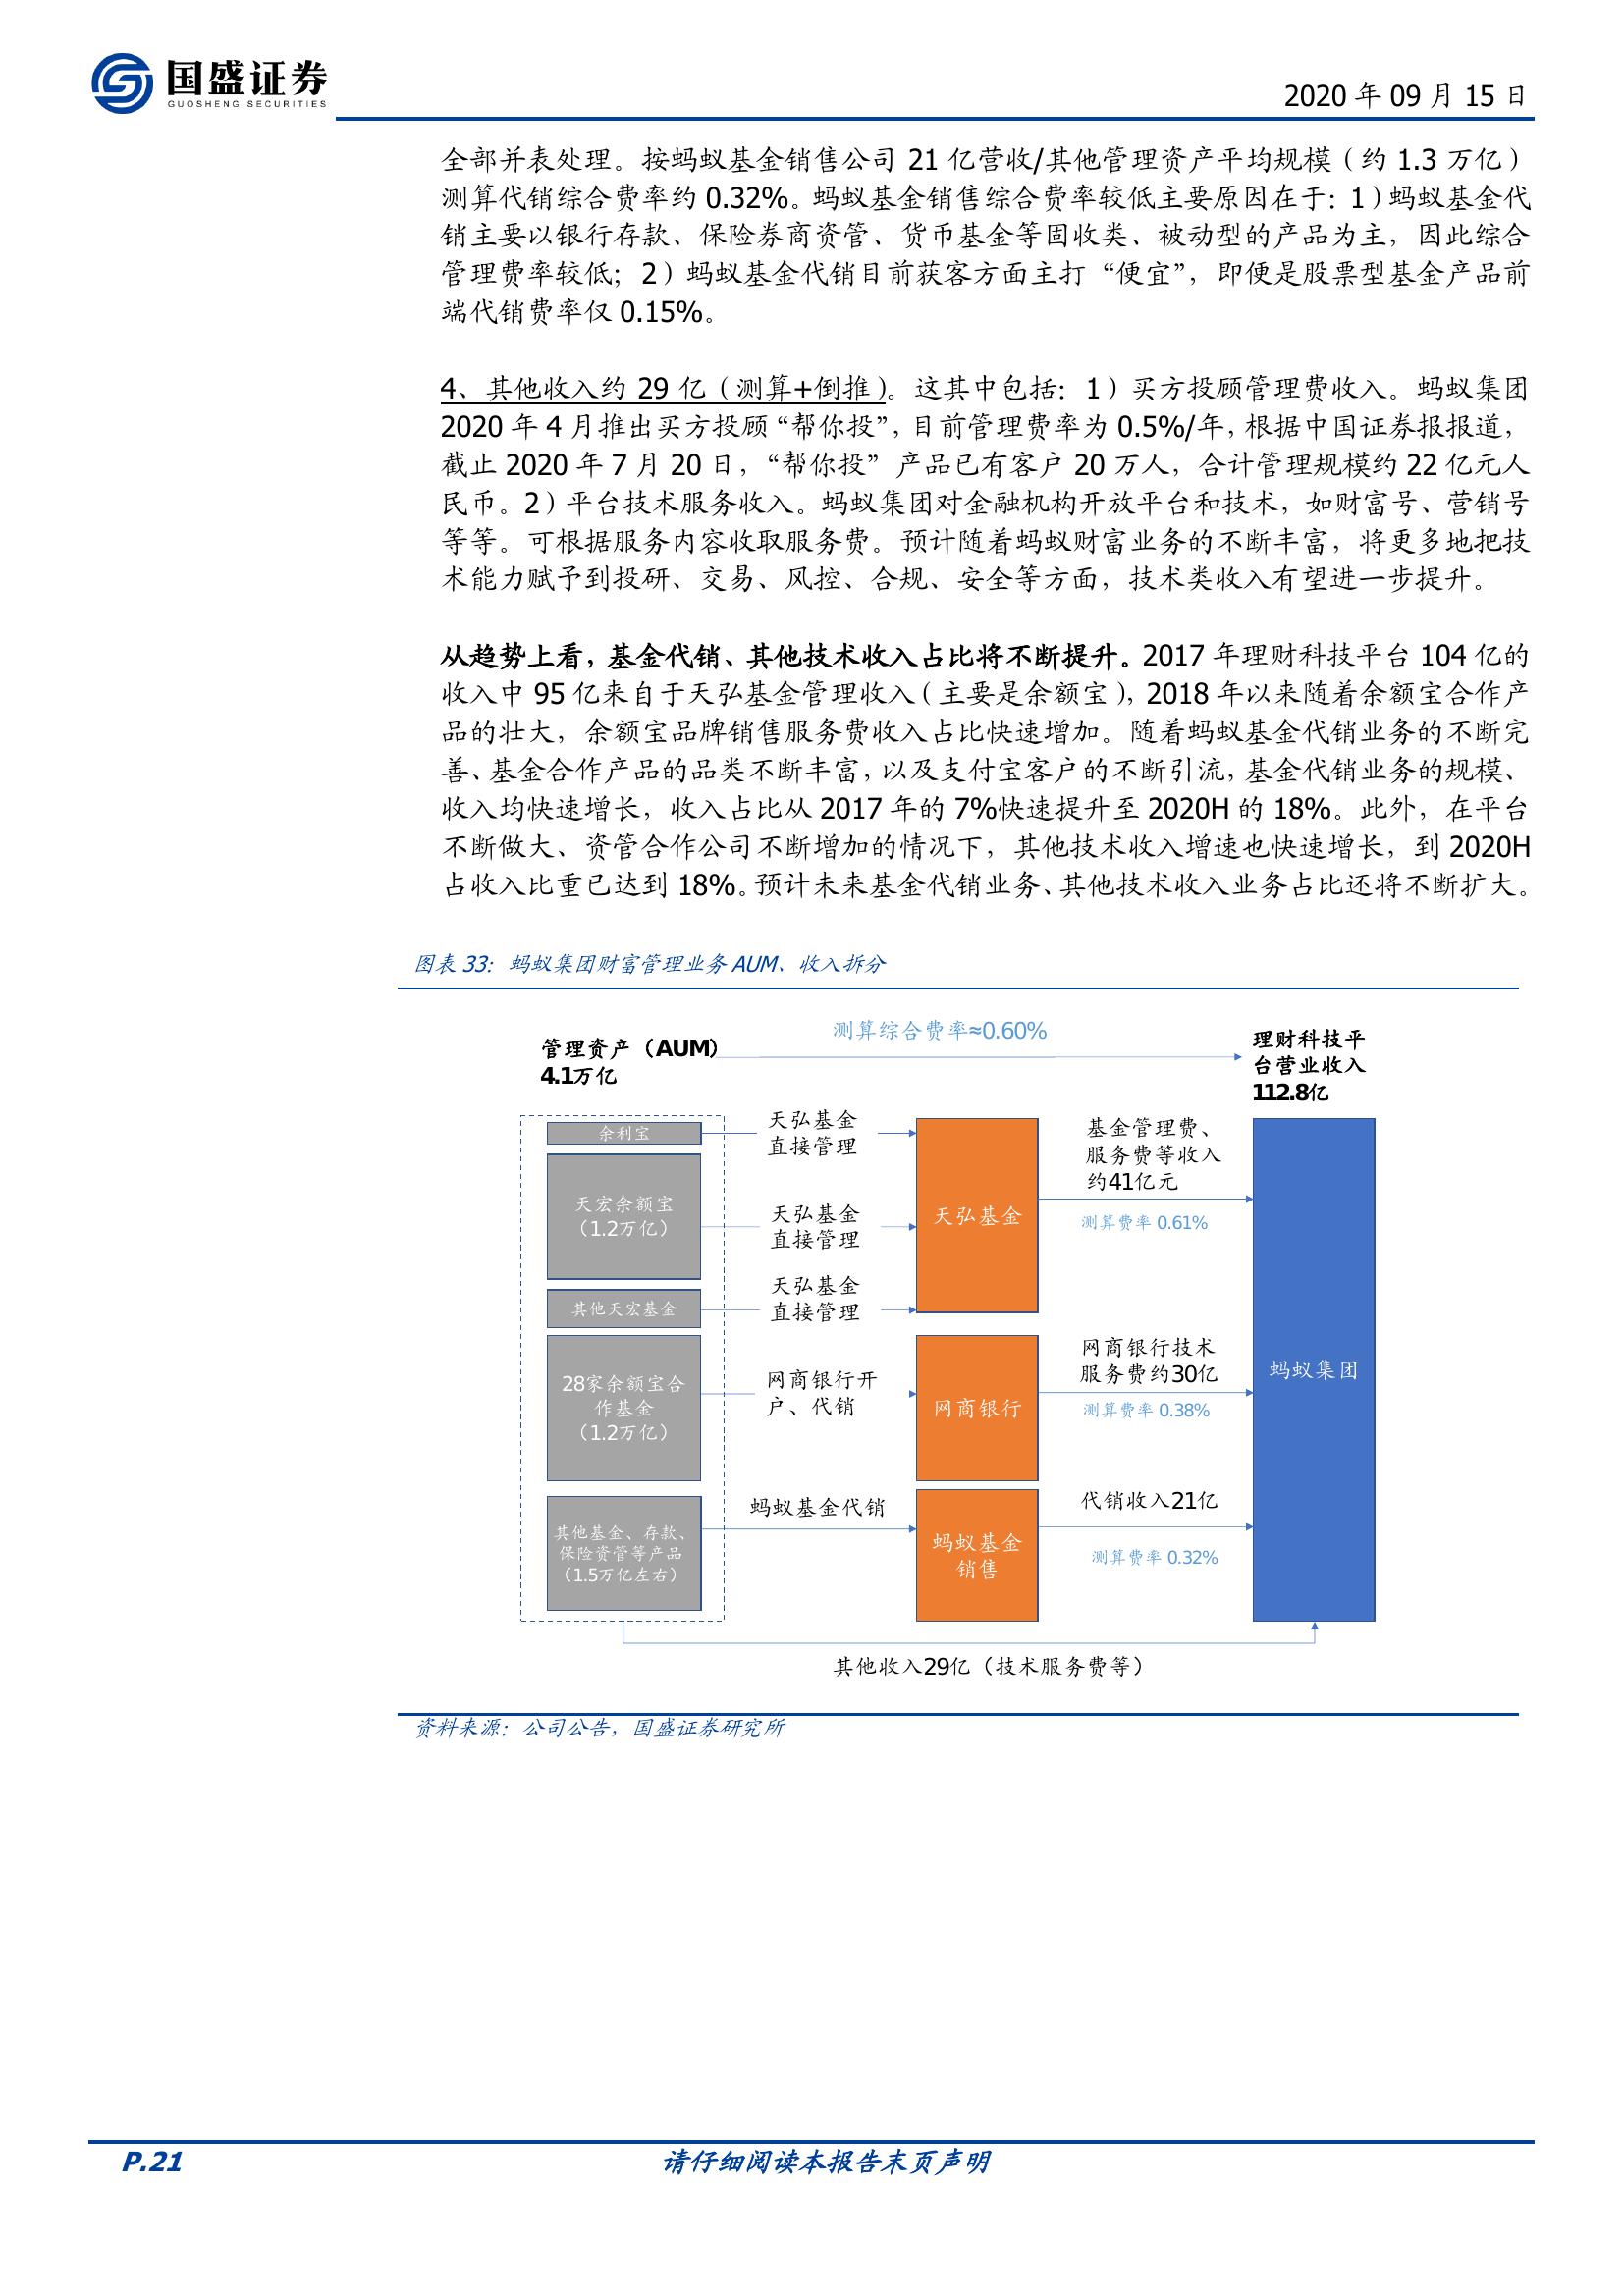 国盛证券
GUOSHENG SECURITIES
2020 年 09 月 15 日
全部并表处理。按蚂蚁基金销售公司 21 亿营收/其他管理资产平均规模（约 1.3 万亿）
测算代销综合费率约 0.32%。蚂蚁基金销售综合费率较低主要原因在于：1）蚂蚁基金代
销主要以银行存款、保险券商资管、货币基金等固收类、被动型的产品为主，因此综合
管理费率较低；2）蚂蚁基金代销目前获客方面主打“便宜”，即便是股票型基金产品前
端代销费率仅 0.15%。
4、其他收入约 29 亿（测算+倒推）。这其中包括：1）买方投顾管理费收入。蚂蚁集团
2020 年 4 月推出买方投顾“帮你投”，目前管理费率为 0.5%/年，根据中国证券报报道，
截止 2020 年 7 月 20 日，“帮你投”产品已有客户 20 万人，合计管理规模约 22 亿元人
民币。2）平台技术服务收入。蚂蚁集团对金融机构开放平台和技术，如财富号、营销号
等等。可根据服务内容收取服务费。预计随着蚂蚁财富业务的不断丰富，将更多地把技
术能力赋予到投研、交易、风控、合规、安全等方面，技术类收入有望进一步提升。
从趋势上看，基金代销、其他技术收入占比将不断提升。2017 年理财科技平台 104 亿的
收入中 95 亿来自于天弘基金管理收入（主要是余额宝），2018 年以来随着余额宝合作产
品的壮大，余额宝品牌销售服务费收入占比快速增加。随着蚂蚁基金代销业务的不断完
善、基金合作产品的品类不断丰富，以及支付宝客户的不断引流，基金代销业务的规模、
收入均快速增长，收入占比从 2017 年的 7%快速提升至 2020H 的 18%。此外，在平台
不断做大、资管合作公司不断增加的情况下，其他技术收入增速也快速增长，到 2020H
占收入比重已达到 18%。预计未来基金代销业务、其他技术收入业务占比还将不断扩大。
图表 33：蚂蚁集团财富管理业务 AUM、收入拆分
测算综合费率≈0.60%
管理资产（AUM）
4.1万亿
理财科技平
台营业收入
112.8亿
余利宝
天弘基金
直接管理
天宏余额宝
（1.2万亿）
天弘基金
直接管理
其他天宏基金
天弘基金
直接管理
天弘基金
基金管理费、
服务费等收入
约41亿元
测算费率 0.61%
28家余额宝合
作基金
（1.2万亿）
网商银行开
户、代销
网商银行
网商银行技术
服务费约30亿
测算费率 0.38%
蚂蚁集团
其他基金、存款、
保险资管等产品
（1.5万亿左右）
蚂蚁基金代销
蚂蚁基金
销售
代销收入21亿
测算费率 0.32%
其他收入29亿（技术服务费等）
资料来源：公司公告，国盛证券研究所
P.21
请仔细阅读本报告末页声明